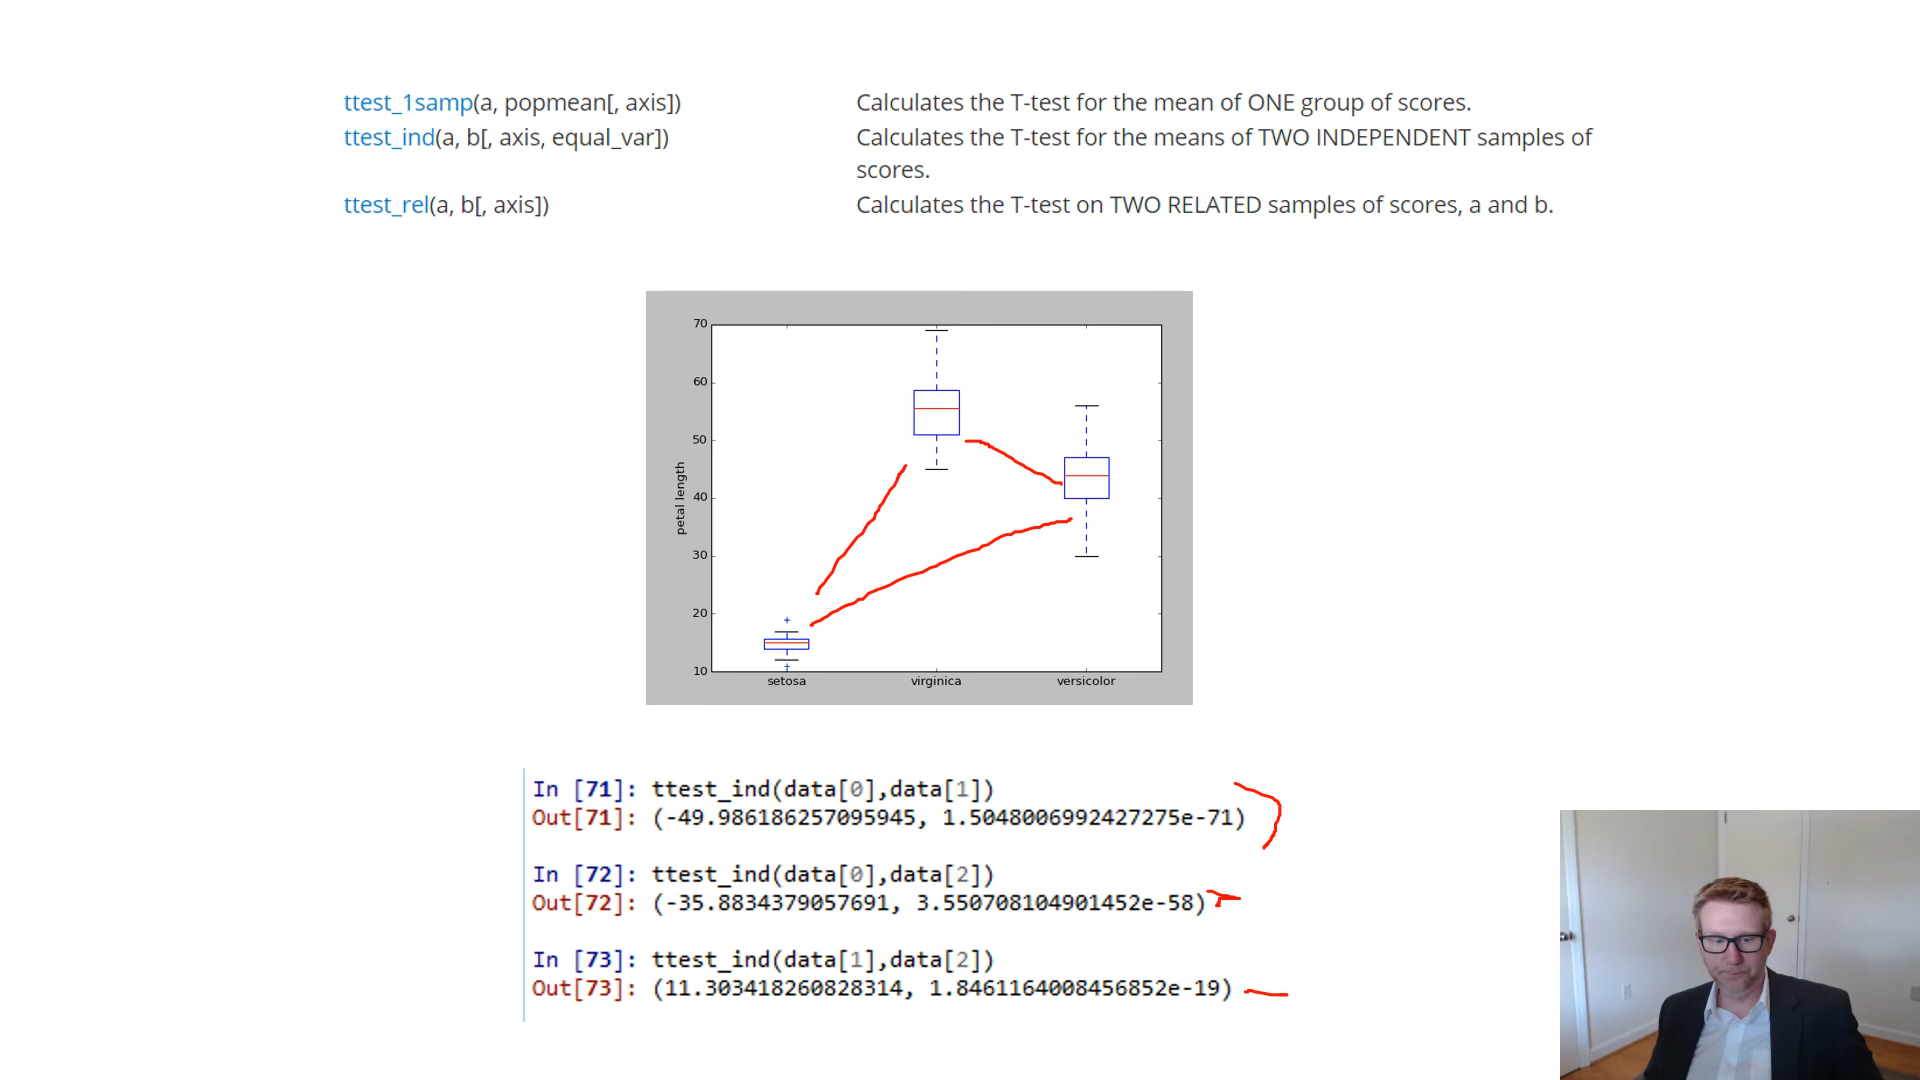 ttest_1samp(a, popmean[, axis]) Calculates the T-test for the mean of ONE group of scores.
ttest_ind(a, b[, axis, equal_var]) Calculates the T-test for the means of TWO INDEPENDENT samples of
scores.
ttest_rel(a, b[, axis]) Calculates the T-test on TWO RELATED samples of scores, a and b.
70
60
50
40
30
20
10
petal length
setosa virginica versicolor
In [71]: ttest_ind(data[0],data[1])
Out[71]: (-49.986186257095945, 1.5048006992427275e-71)
In [72]: ttest_ind(data[0],data[2])
Out[72]: (-35.8834379057691, 3.550708104901452e-58)
In [73]: ttest_ind(data[1],data[2])
Out[73]: (11.303418260828314, 1.8461164008456852e-19)